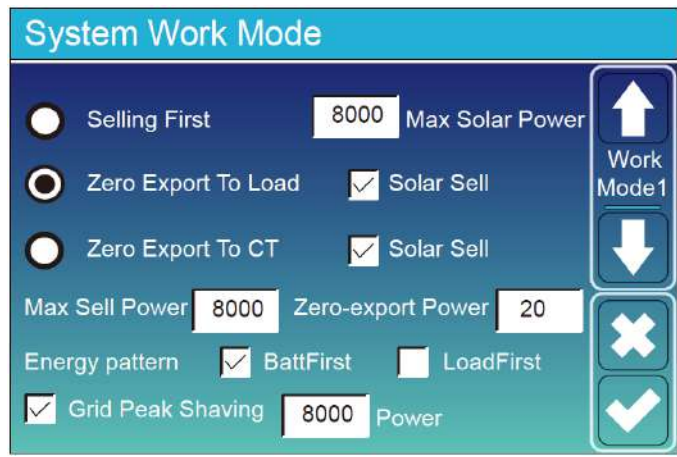 System Work Mode
Selling First 8000 Max Solar Power
Zero Export To Load Solar Sell
Zero Export To CT Solar Sell
Max Sell Power 8000 Zero-export Power 20
Energy pattern BattFirst LoadFirst
Grid Peak Shaving 8000 Power
Work
Mode1